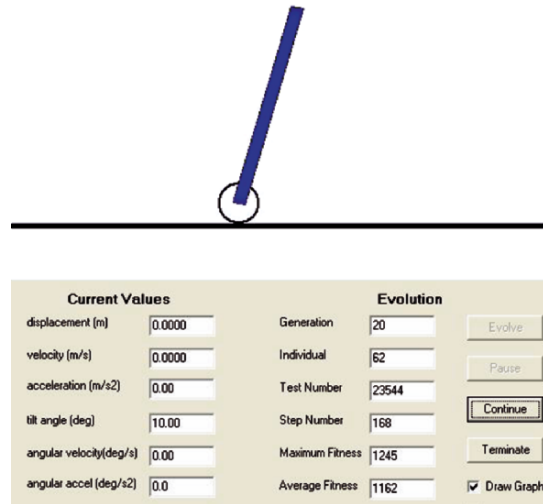 Current Values
displacement (m) 0.0000
velocity (m/s) 0.0000
acceleration (m/s2) 0.00
tilt angle (deg) 10.00
angular velocity(deg/s) 0.00
angular accel (deg/s2) 0.0
Evolution
Generation 20
Individual 62
Test Number 23544
Step Number 168
Maximum Fitness 1245
Average Fitness 1162
Evolve
Pause
Continue
Terminate
Draw Graph